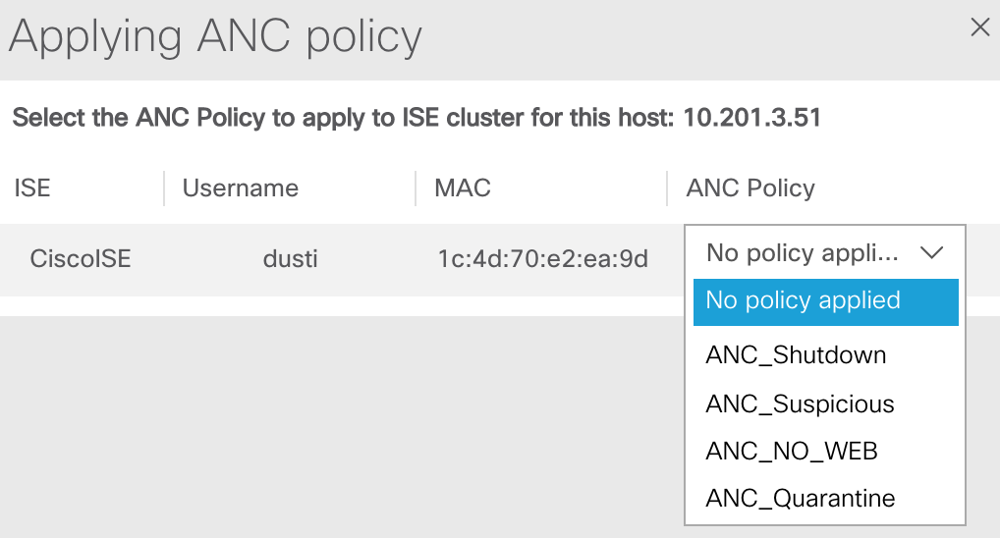 Applying ANC policy
Select the ANC Policy to apply to ISE cluster for this host: 10.201.3.51
ISE Username MAC ANC Policy
CiscoISE dusti 1c:4d:70:e2:ea:9d No policy appli...
No policy applied
ANC_Shutdown
ANC_Suspicious
ANC_NO_WEB
ANC_Quarantine